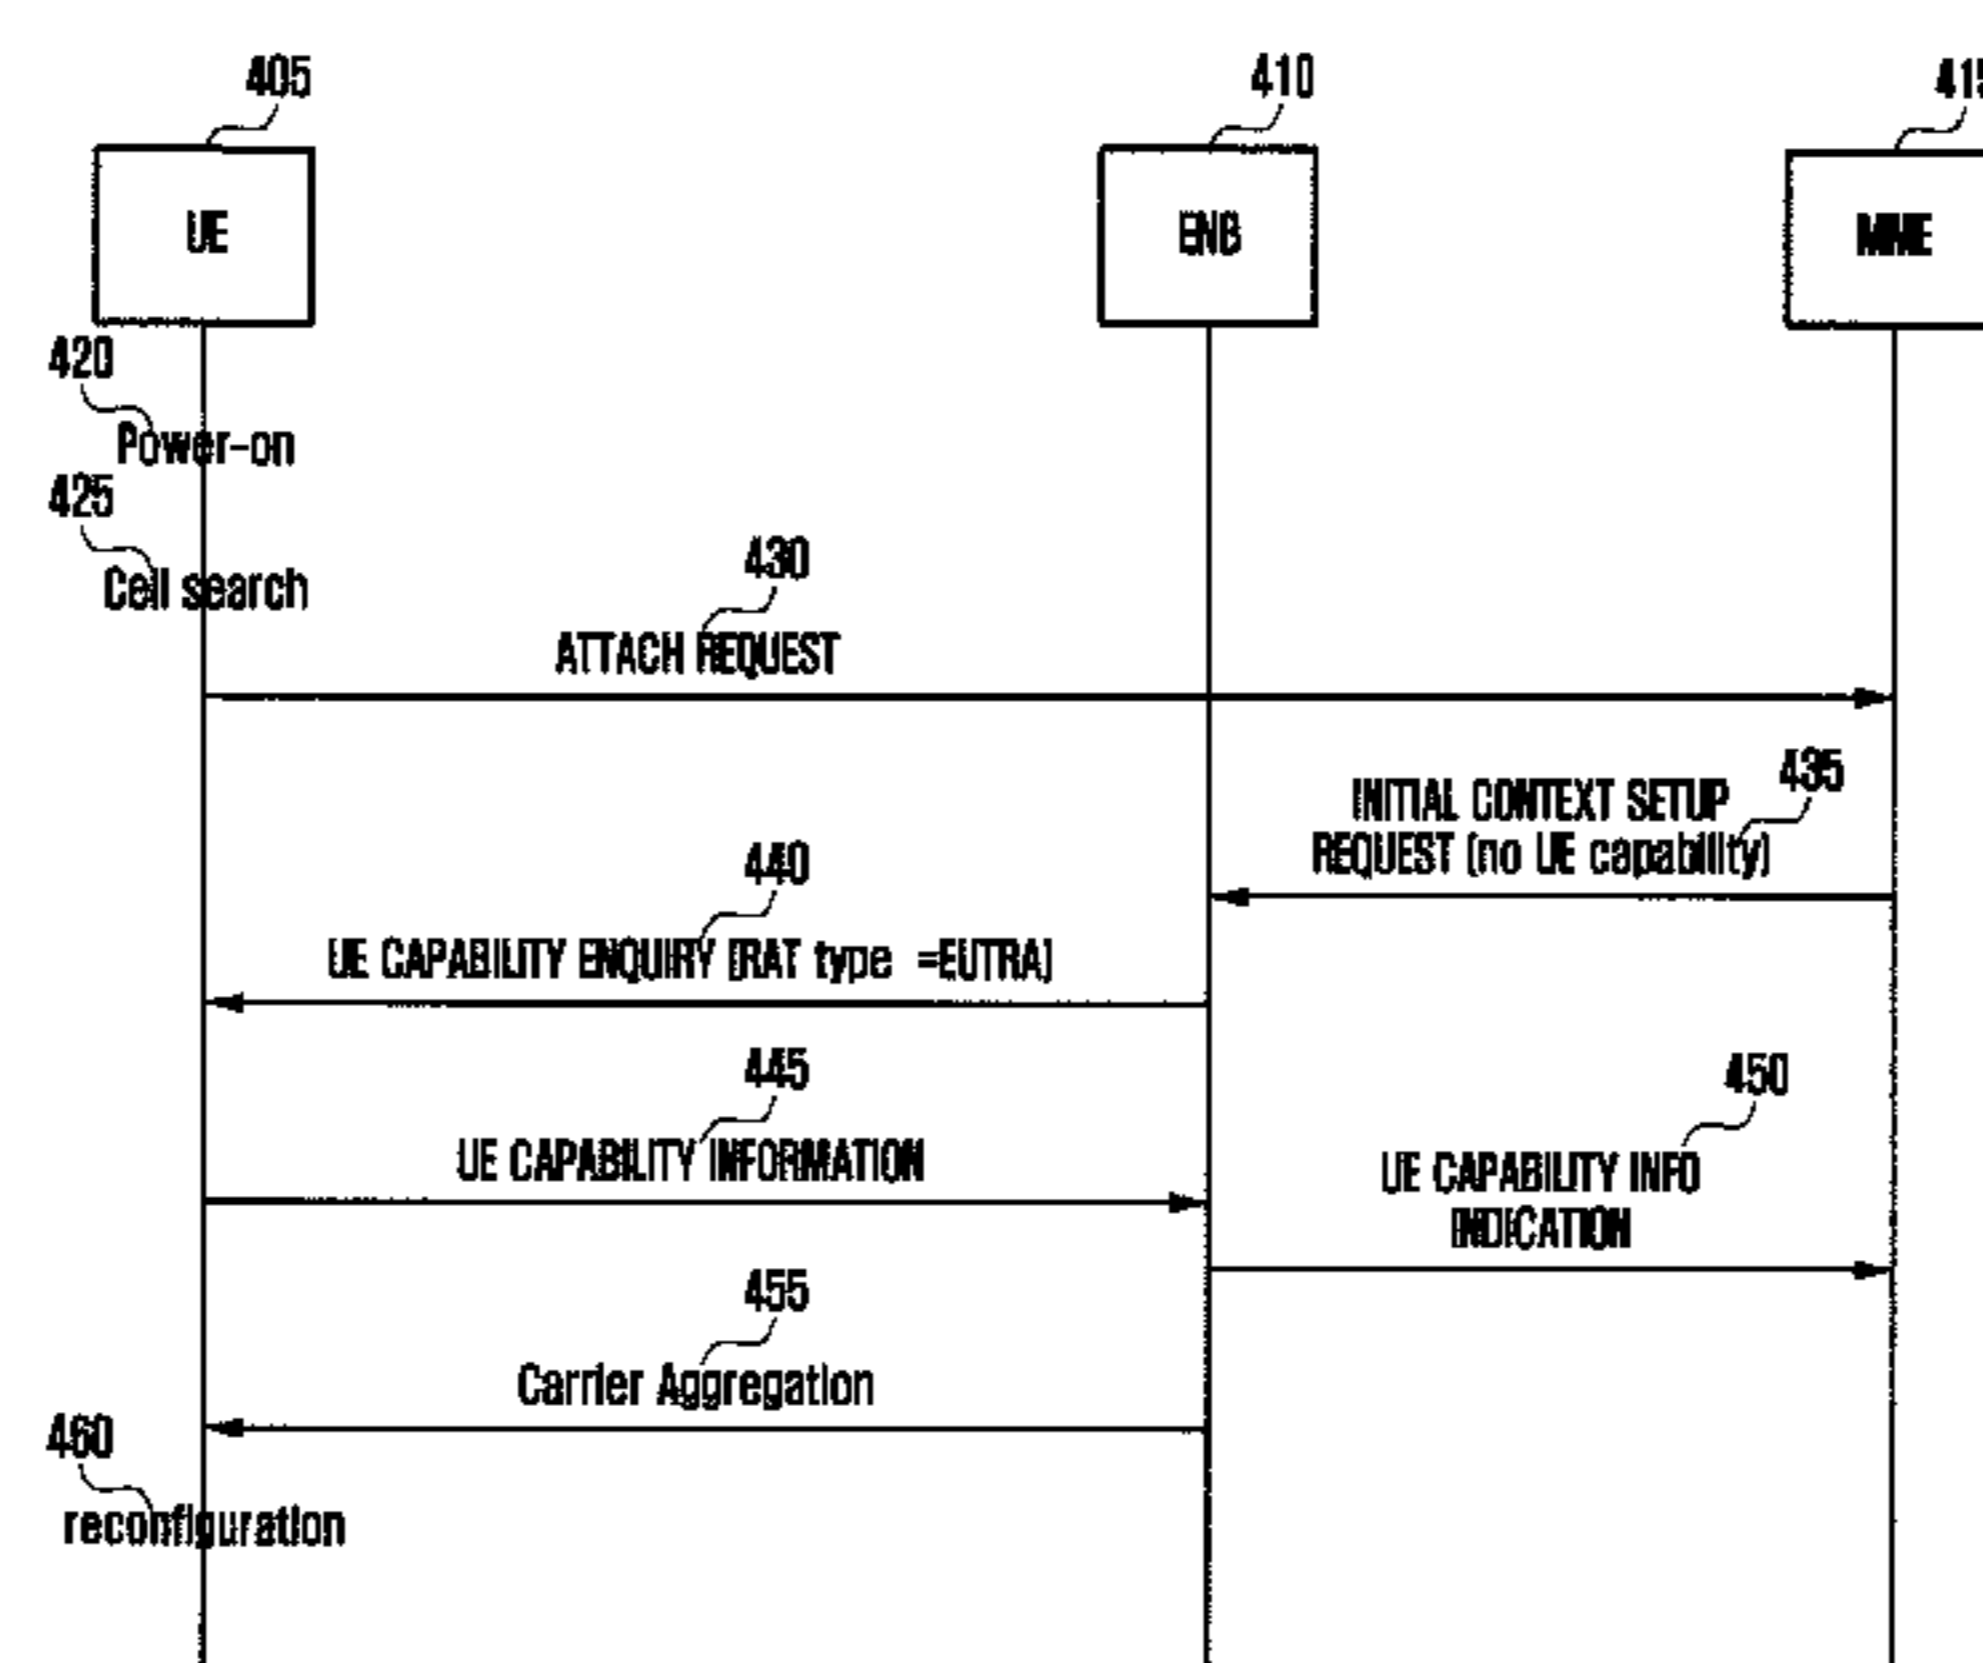 405
410
415
UE
ENB
MME
420
Power-on
425
Cell search
430
ATTACH REQUEST
435
INITIAL CONTEXT SETUP
REQUEST (no UE capability)
440
UE CAPABILITY ENQUIRY [RAT type =EUTRA]
445
UE CAPABILITY INFORMATION
450
UE CAPABILITY INFO
INDICATION
455
Carrier Aggregation
460
reconfiguration